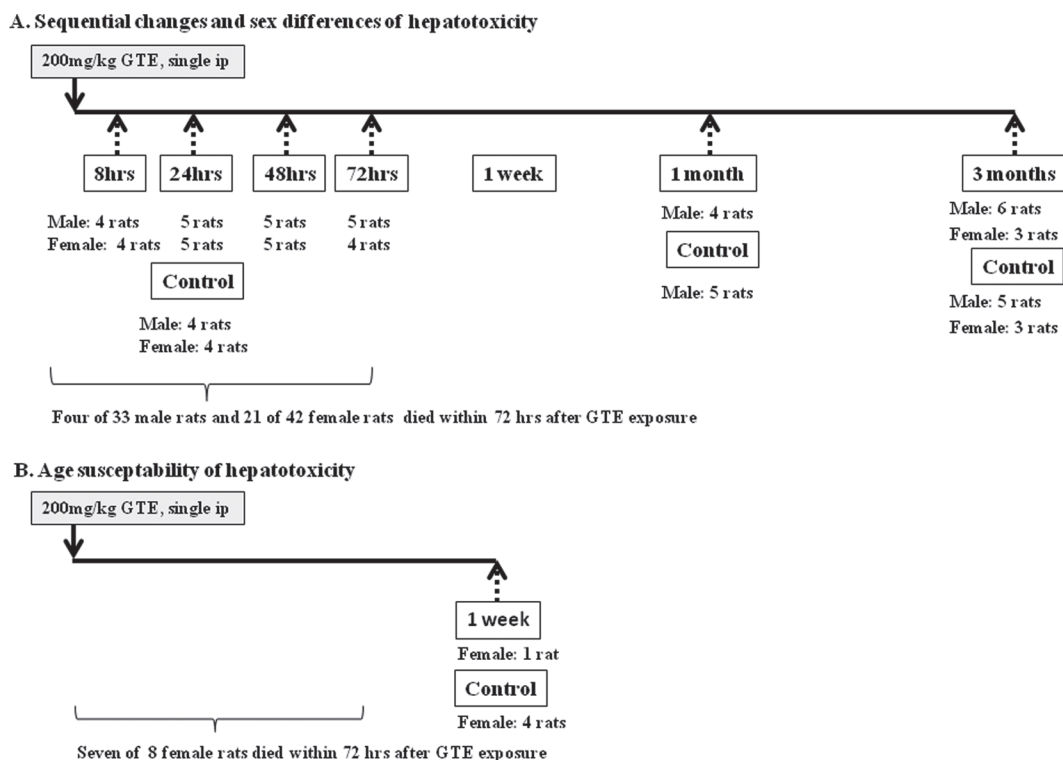 A. Sequential changes and sex differences of hepatotoxicity
200mg/kg GTE, single ip
8hrs 24hrs 48hrs 72hrs 1 week 1 month 3 months
Male: 4 rats 5 rats 5 rats 5 rats Male: 4 rats Male: 6 rats
Female: 4 rats 5 rats 5 rats 4 rats Female: 3 rats
Control Control Control
Male: 4 rats Male: 5 rats Male: 5 rats
Female: 4 rats Female: 3 rats
Four of 33 male rats and 21 of 42 female rats died within 72 hrs after GTE exposure
B. Age susceptability of hepatotoxicity
200mg/kg GTE, single ip
1 week
Female: 1 rat
Control
Female: 4 rats
Seven of 8 female rats died within 72 hrs after GTE exposure